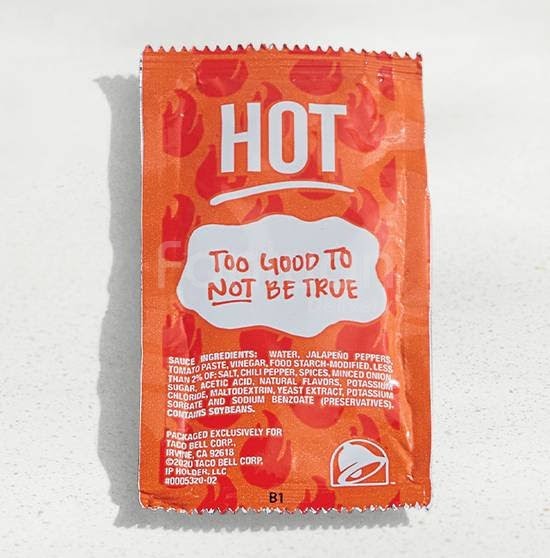 HOT
TOO GOOD TO
NOT BE TRUE
SAUCE INGREDIENTS: WATER, JALAPEÑO PEPPERS,
TOMATO PASTE, VINEGAR, FOOD STARCH-MODIFIED, LESS
THAN 2% OF: SALT, CHILI PEPPER, SPICES, MINCED ONION,
SUGAR, ACETIC ACID, NATURAL FLAVORS, POTASSIUM
CHLORIDE, MALTODEXTRIN, YEAST EXTRACT, POTASSIUM
SORBATE AND SODIUM BENZOATE (PRESERVATIVES).
CONTAINS SOYBEANS.
PACKAGED EXCLUSIVELY FOR
TACO BELL CORP.,
IRVINE, CA 92618
©2020 TACO BELL CORP.
IP HOLDER, LLC
#0005320-02
B1